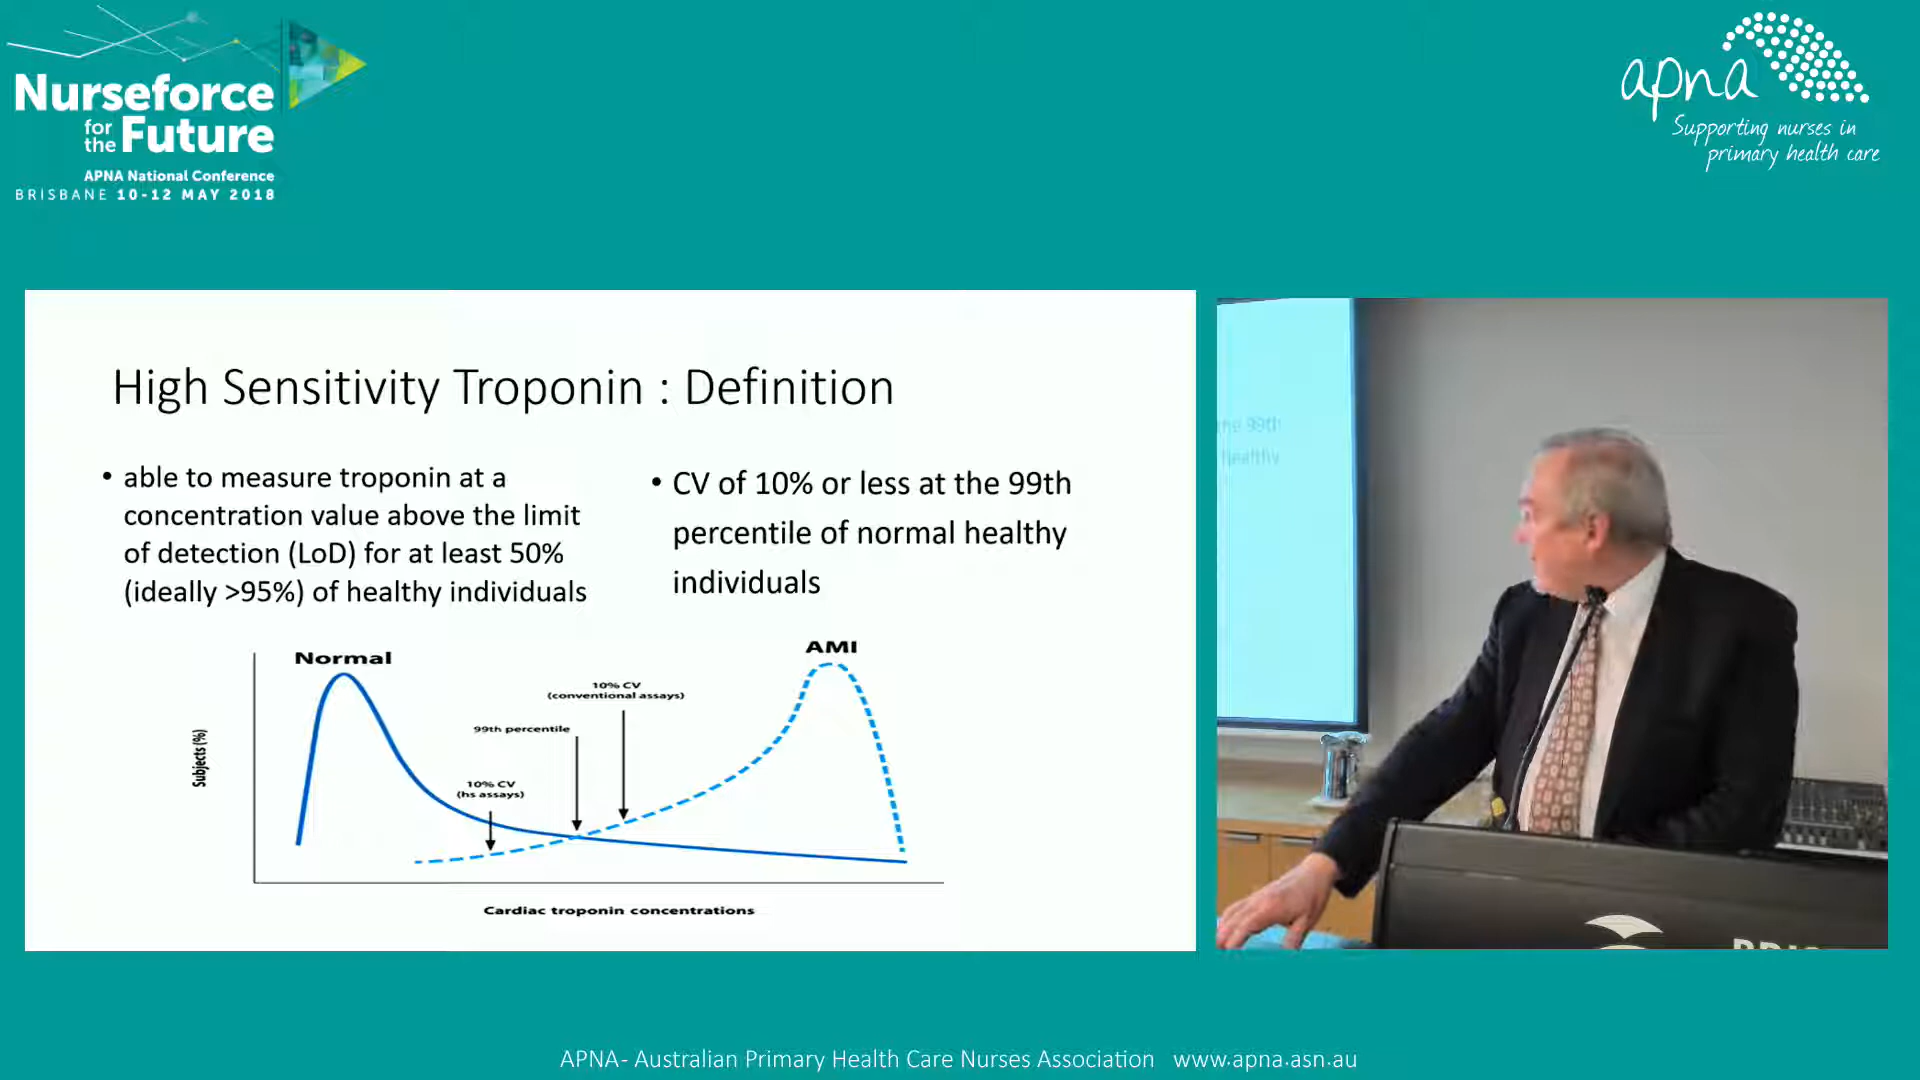 Nurseforce
for the Future
APNA National Conference
BRISBANE 10-12 MAY 2018
apna
Supporting nurses in
primary health care
High Sensitivity Troponin : Definition
• able to measure troponin at a
concentration value above the limit
of detection (LoD) for at least 50%
(ideally >95%) of healthy individuals
• CV of 10% or less at the 99th
percentile of normal healthy
individuals
Normal
AMI
10% CV
(conventional assays)
99th percentile
10% CV
(hs assays)
Subjects (%)
Cardiac troponin concentrations
the 99th
healthy
APNA- Australian Primary Health Care Nurses Association www.apna.asn.au